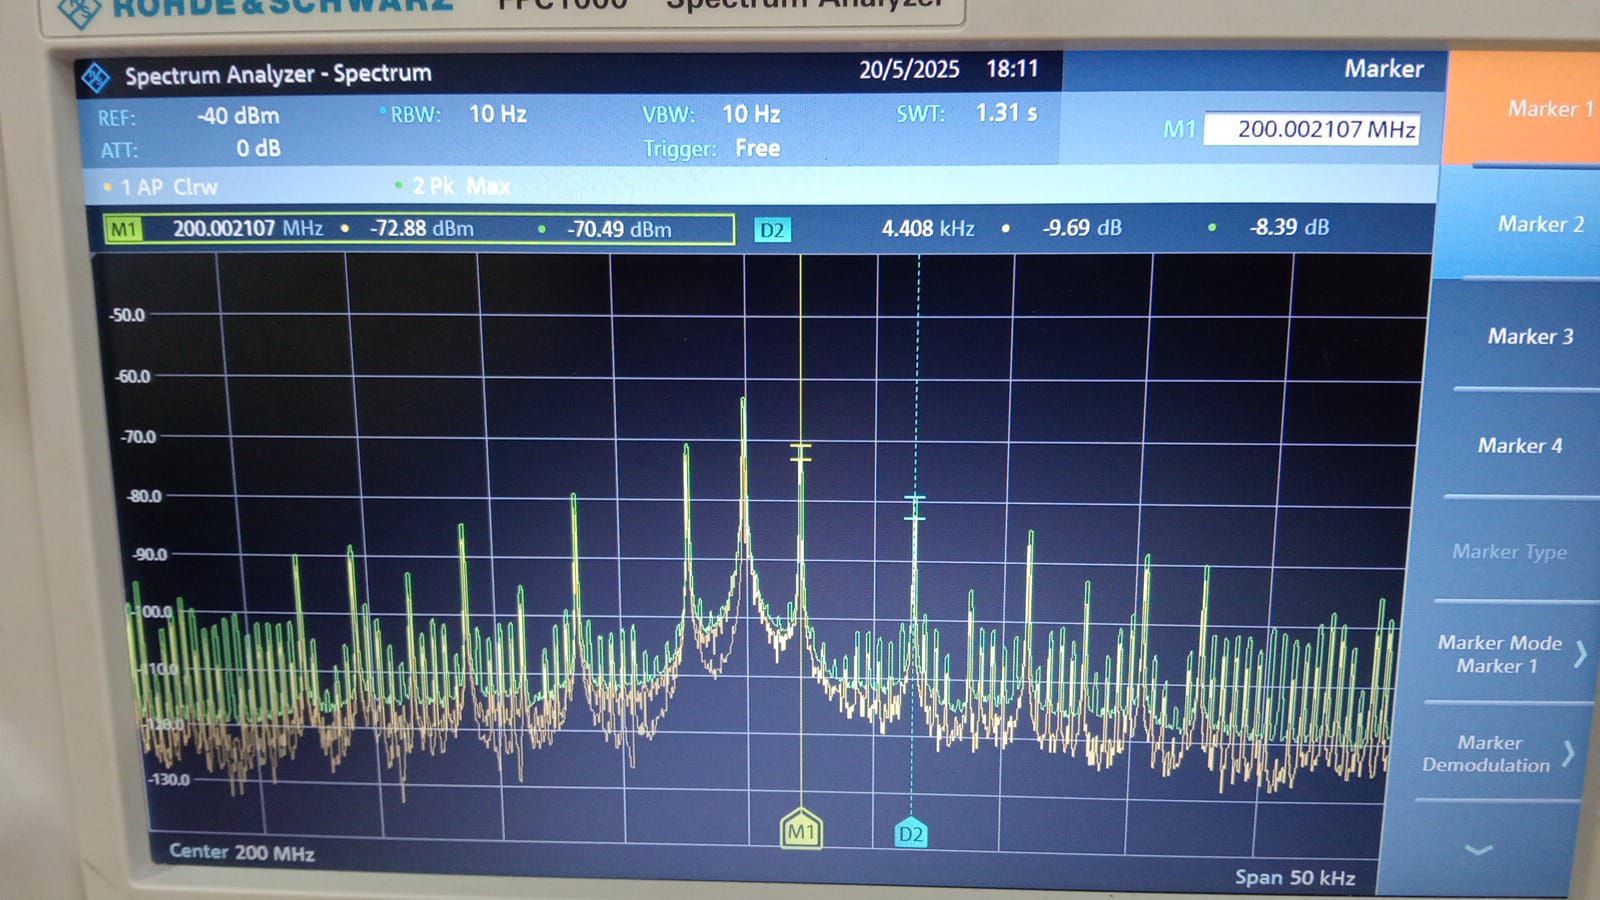 ROHDE & SCHWARZ FPC1000 Spectrum Analyzer
Spectrum Analyzer - Spectrum 20/5/2025 18:11 Marker
REF: -40 dBm RBW: 10 Hz VBW: 10 Hz SWT: 1.31 s
ATT: 0 dB Trigger: Free
M1 200.002107 MHz
1 AP Clrw 2 Pk Max
M1 200.002107 MHz -72.88 dBm -70.49 dBm D2 4.408 kHz -9.69 dB -8.39 dB
-50.0
-60.0
-70.0
-80.0
-90.0
-100.0
-110.0
-120.0
-130.0
M1 D2
Center 200 MHz
Span 50 kHz
Marker 1
Marker 2
Marker 3
Marker 4
Marker Type
Marker Mode
Marker 1
Marker
Demodulation